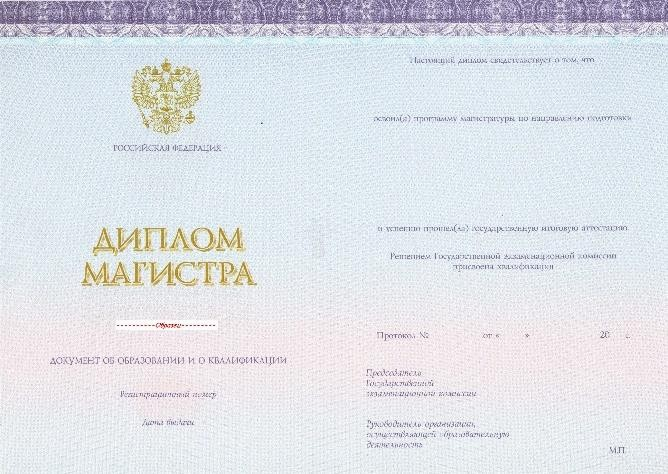 РОССИЙСКАЯ ФЕДЕРАЦИЯ
ДИПЛОМ
МАГИСТРА
Образец
ДОКУМЕНТ ОБ ОБРАЗОВАНИИ И О КВАЛИФИКАЦИИ
Регистрационный номер
Дата выдачи
Настоящий диплом свидетельствует о том, что
освоил(а) программу магистратуры по направлению подготовки
и успешно прошел(ла) государственную итоговую аттестацию
Решением Государственной экзаменационной комиссии
присвоена квалификация
Протокол № от « » 20 г.
Председатель
Государственной
экзаменационной комиссии
Руководитель организации,
осуществляющей образовательную
деятельность
М.П.